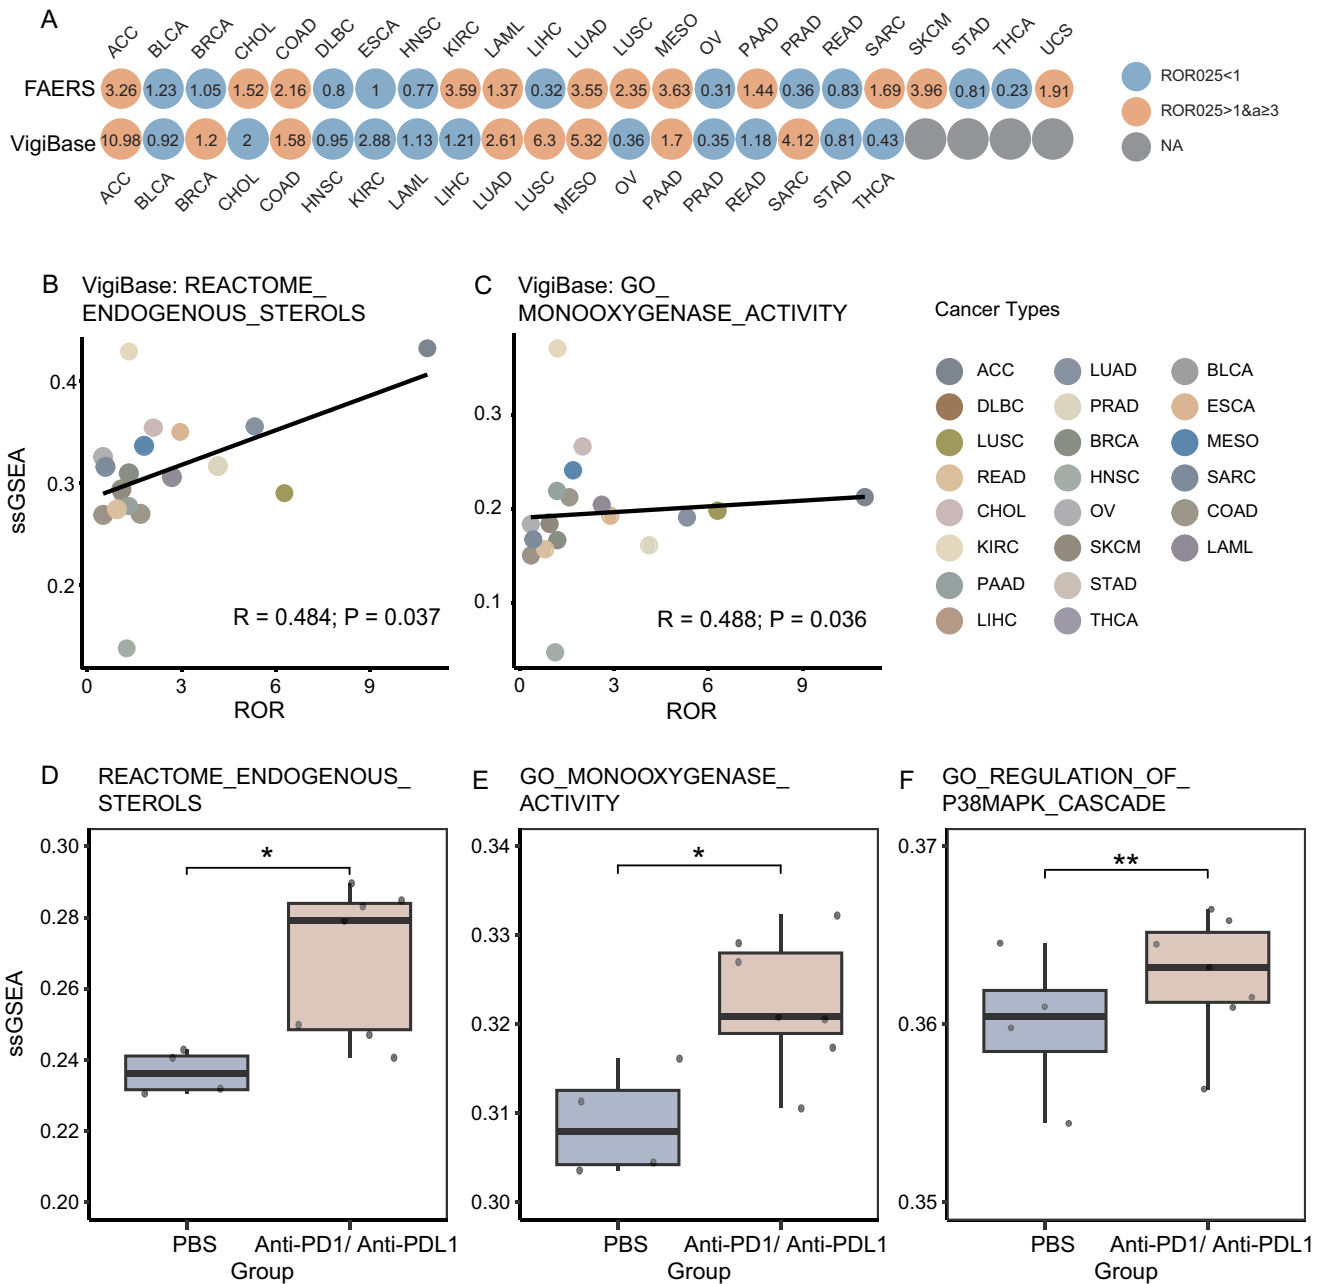 A
ACC BLCA BRCA CHOL COAD DLBC ESCA HNSC KIRC LAML LIHC LUAD LUSC MESO OV PAAD PRAD READ SARC SKCM STAD THCA UCS
FAERS 3.26 1.23 1.05 1.52 2.16 0.8 1 0.77 3.59 1.37 0.32 3.55 2.35 3.63 0.31 1.44 0.36 0.83 1.69 3.96 0.81 0.23 1.91
VigiBase 10.98 0.92 1.2 2 1.58 0.95 2.88 1.13 1.21 2.61 6.3 5.32 0.36 1.7 0.35 1.18 4.12 0.81 0.43
ACC BLCA BRCA CHOL COAD HNSC KIRC LAML LIHC LUAD LUSC MESO OV PAAD PRAD READ SARC STAD THCA
ROR025<1
ROR025>1&a≥3
NA
B VigiBase: REACTOME_
ENDOGENOUS_STEROLS
ssGSEA
0.4
0.3
0.2
R = 0.484; P = 0.037
0 3 6 9
ROR
C VigiBase: GO_
MONOOXYGENASE_ACTIVITY
0.3
0.2
0.1
R = 0.488; P = 0.036
0 3 6 9
ROR
Cancer Types
ACC LUAD BLCA
DLBC PRAD ESCA
LUSC BRCA MESO
READ HNSC SARC
CHOL OV COAD
KIRC SKCM LAML
PAAD STAD
LIHC THCA
D REACTOME_ENDOGENOUS_
STEROLS
ssGSEA
0.30
0.28
0.26
0.24
0.22
0.20
*
PBS Anti-PD1/ Anti-PDL1
Group
E GO_MONOOXYGENASE_
ACTIVITY
0.34
0.33
0.32
0.31
0.30
*
PBS Anti-PD1/ Anti-PDL1
Group
F GO_REGULATION_OF_
P38MAPK_CASCADE
0.37
0.36
0.35
**
PBS Anti-PD1/ Anti-PDL1
Group